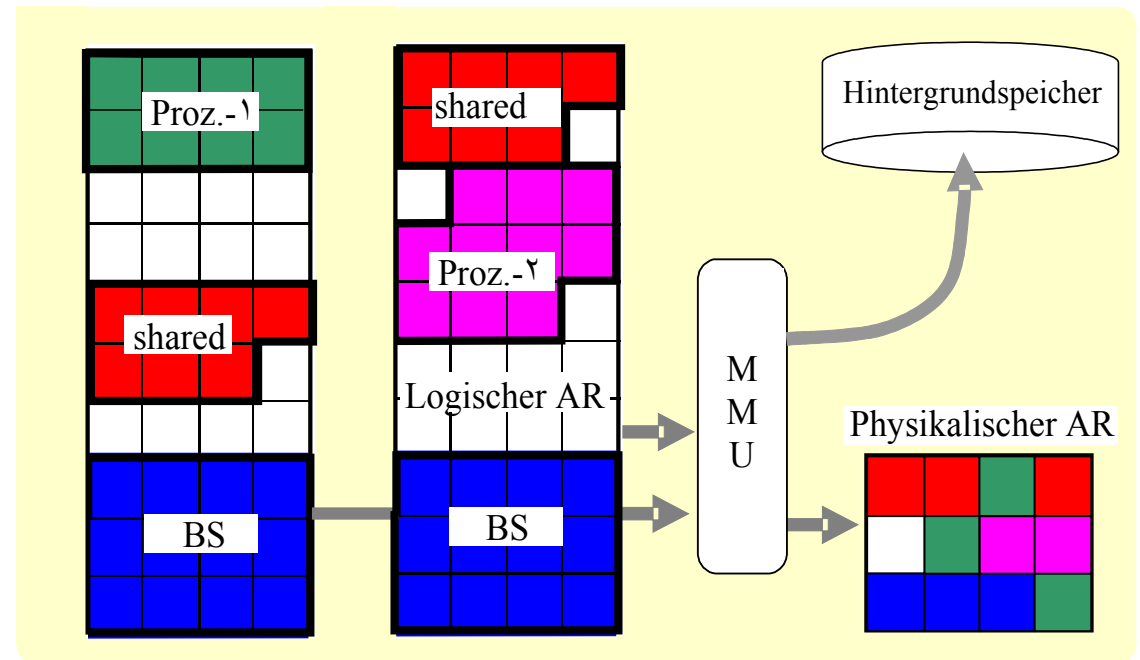 Proz.-١
shared
BS
shared
Proz.-٢
Logischer AR
BS
M
M
U
Hintergrundspeicher
Physikalischer AR